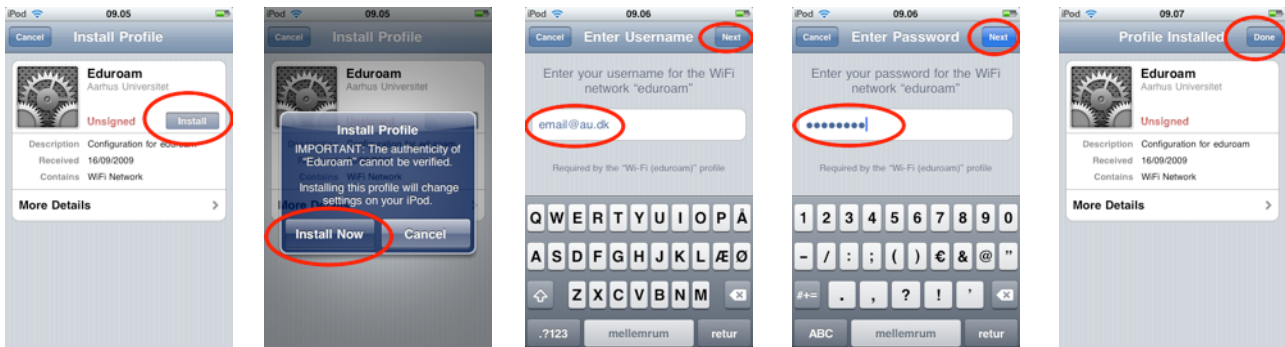 iPod 09.05
Cancel Install Profile
Eduroam
Aarhus Universitet
Unsigned Install
Description Configuration for eduroam
Received 16/09/2009
Contains WiFi Network
More Details
iPod 09.05
Cancel Install Profile
Eduroam
Aarhus Universitet
Install Profile
IMPORTANT: The authenticity of
"Eduroam" cannot be verified.
Installing this profile will change
settings on your iPod.
Install Now Cancel
iPod 09.06
Cancel Enter Username Next
Enter your username for the WiFi
network "eduroam"
email@au.dk
Required by the "Wi-Fi (eduroam)" profile
Q W E R T Y U I O P Å
A S D F G H J K L Æ Ø
Z X C V B N M
.?123 mellemrum retur
iPod 09.06
Cancel Enter Password Next
Enter your password for the WiFi
network "eduroam"
••••••••
Required by the "Wi-Fi (eduroam)" profile
1 2 3 4 5 6 7 8 9 0
- / : ; ( ) € & @ "
#+= . , ? ! '
ABC mellemrum retur
iPod 09.07
Profile Installed Done
Eduroam
Aarhus Universitet
Unsigned
Description Configuration for eduroam
Received 16/09/2009
Contains WiFi Network
More Details